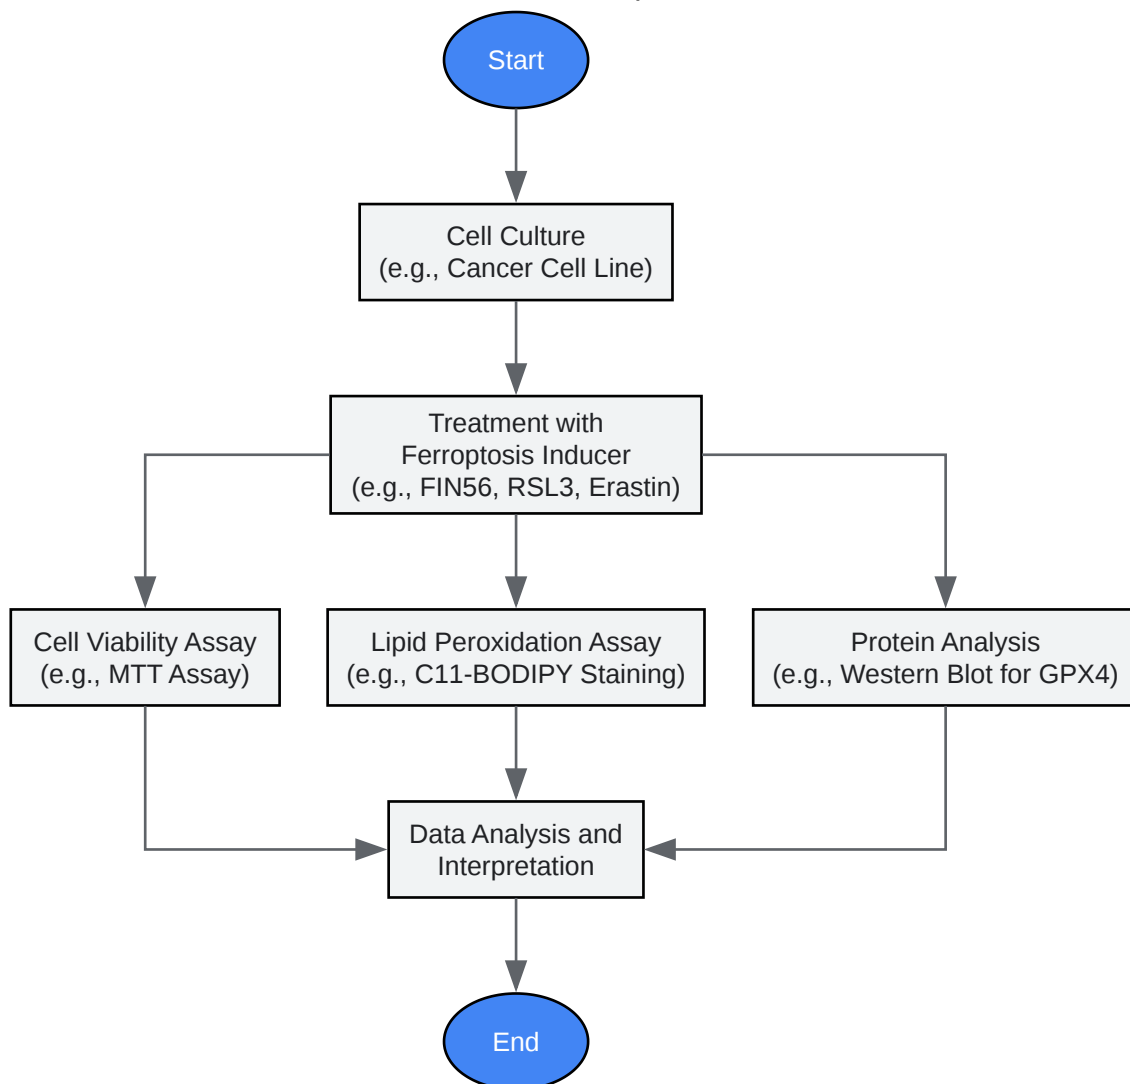 Start
Cell Culture
(e.g., Cancer Cell Line)
Treatment with
Ferroptosis Inducer
(e.g., FIN56, RSL3, Erastin)
Cell Viability Assay
(e.g., MTT Assay)
Lipid Peroxidation Assay
(e.g., C11-BODIPY Staining)
Protein Analysis
(e.g., Western Blot for GPX4)
Data Analysis and
Interpretation
End